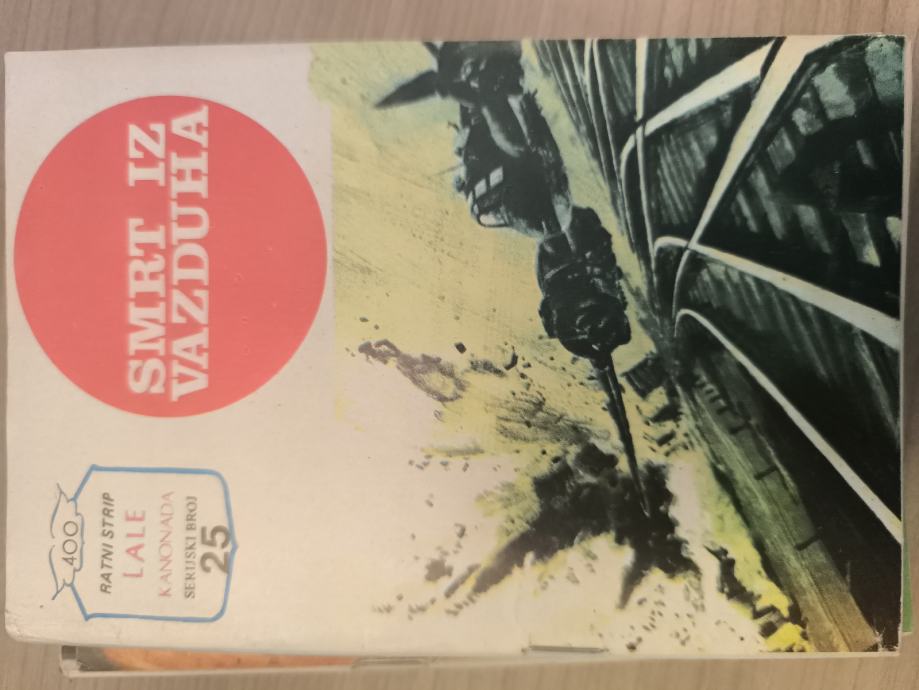 400
RATNI STRIP
LALE
KANONADA
SERIJSKI BROJ
25
SMRT IZ
VAZDUHA